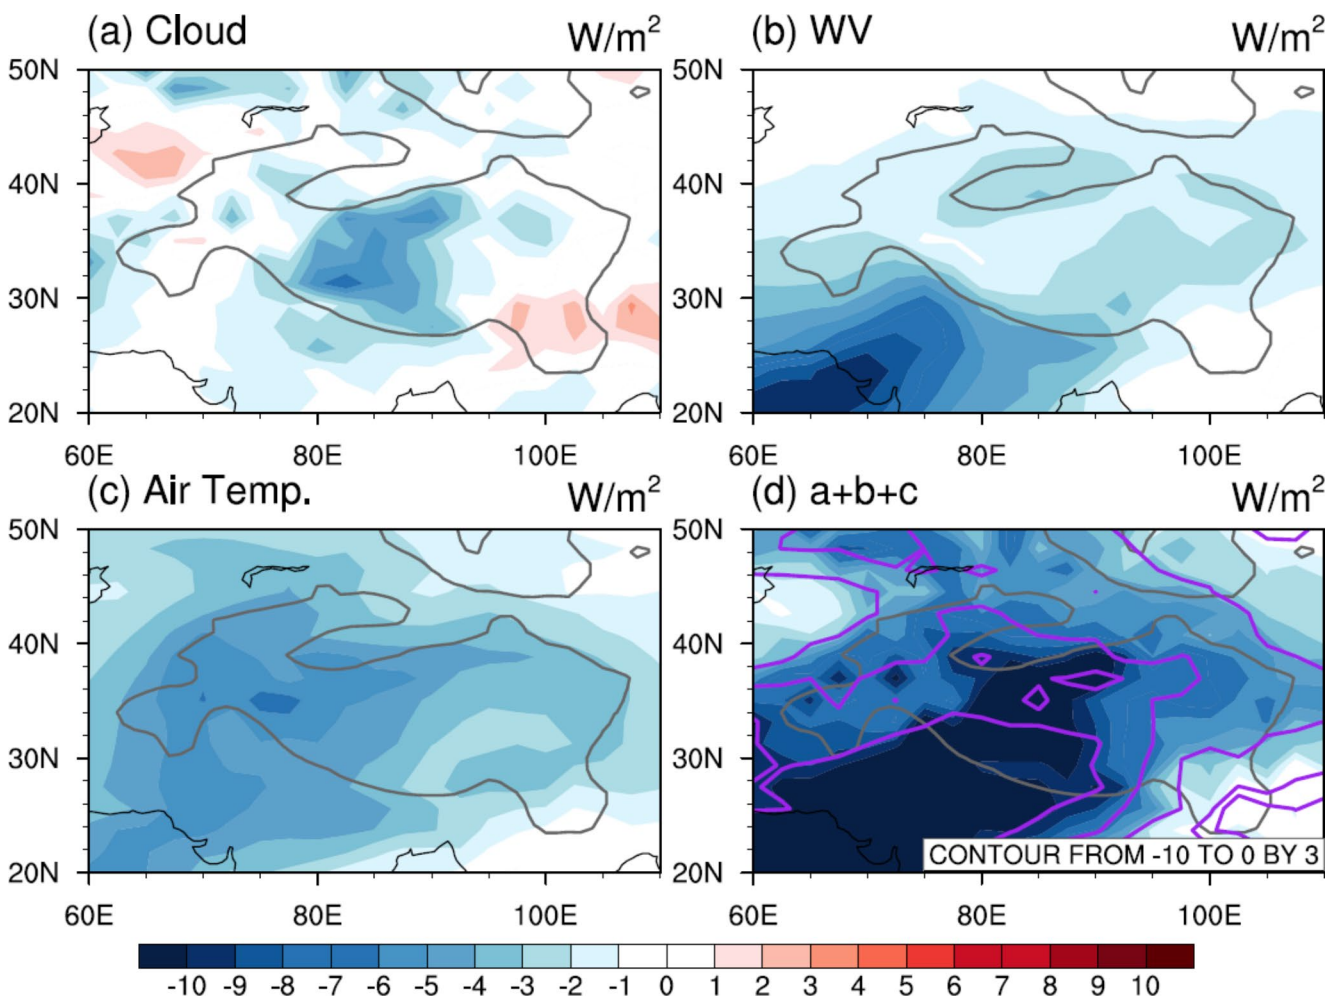 (a) Cloud W/m²
50N
40N
30N
20N
60E 80E 100E
(b) WV W/m²
50N
40N
30N
20N
60E 80E 100E
(c) Air Temp. W/m²
50N
40N
30N
20N
60E 80E 100E
(d) a+b+c W/m²
50N
40N
30N
20N
CONTOUR FROM -10 TO 0 BY 3
60E 80E 100E
-10 -9 -8 -7 -6 -5 -4 -3 -2 -1 0 1 2 3 4 5 6 7 8 9 10